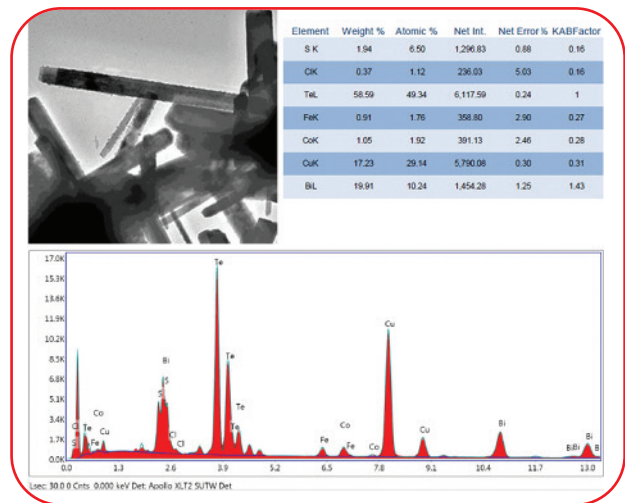 Element Weight % Atomic % Net Int. Net Error % KABFactor
S K 1.94 6.50 1,296.83 0.88 0.16
ClK 0.37 1.12 236.03 5.03 0.16
TeL 58.59 49.34 6,117.59 0.24 1
FeK 0.91 1.76 358.80 2.90 0.27
CoK 1.05 1.92 391.13 2.46 0.28
CuK 17.23 29.14 5,790.08 0.30 0.31
BiL 19.91 10.24 1,454.28 1.25 1.43
17.0K
15.3K
13.6K
11.9K
10.2K
8.5K
6.8K
5.1K
3.4K
1.7K
0.0K
Te
Cu
Te
Bi
S
S
Te
Te
Cl
Cl
Co
Cl
Te
Cu
Fe
S
Fe
Co
Fe
Co
Cu
Bi
Bi
Bi
Bi
B
0.0 1.3 2.6 3.9 5.2 6.5 7.8 9.1 10.4 11.7 13.0
Lsec: 30.0 0 Cnts 0.000 keV Det: Apollo XLT2 SUTW Det